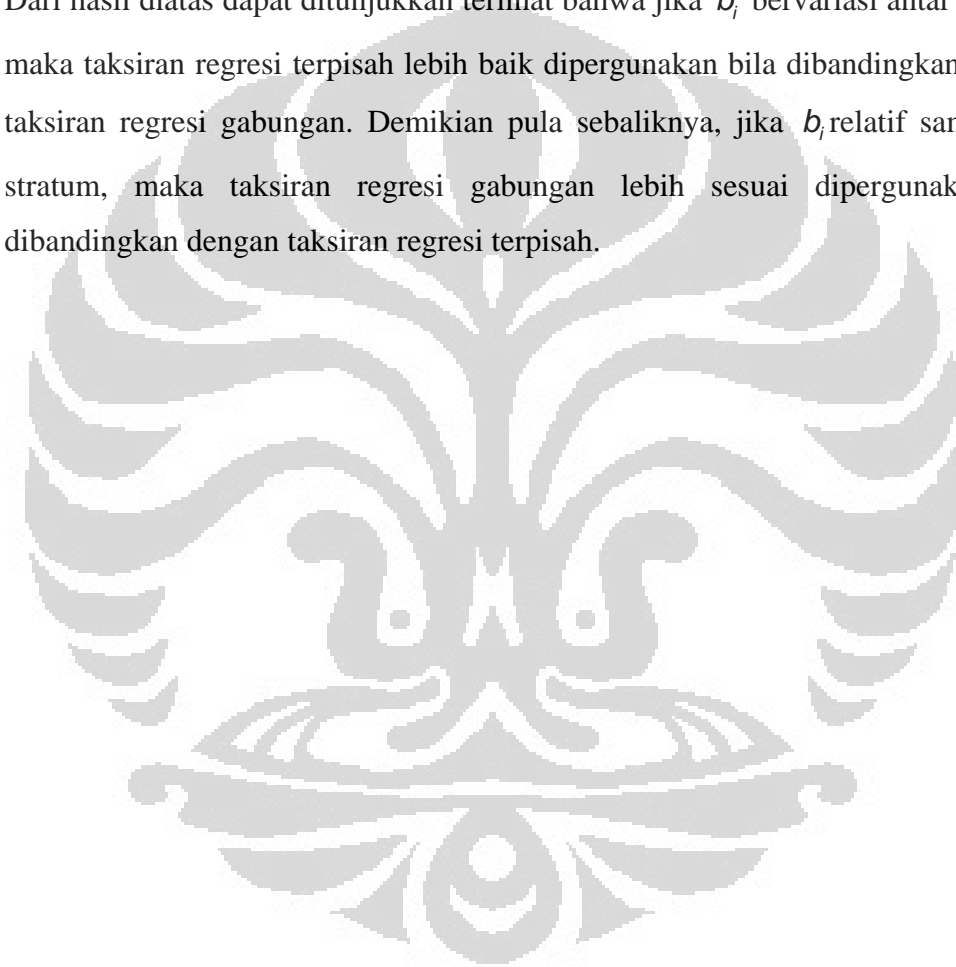 Dari hasil diatas dapat ditunjukkan terlihat bahwa jika b_i bervariasi antar
maka taksiran regresi terpisah lebih baik dipergunakan bila dibandingkan
taksiran regresi gabungan. Demikian pula sebaliknya, jika b_i relatif
stratum, maka taksiran regresi gabungan lebih sesuai
dibandingkan dengan taksiran regresi terpisah.